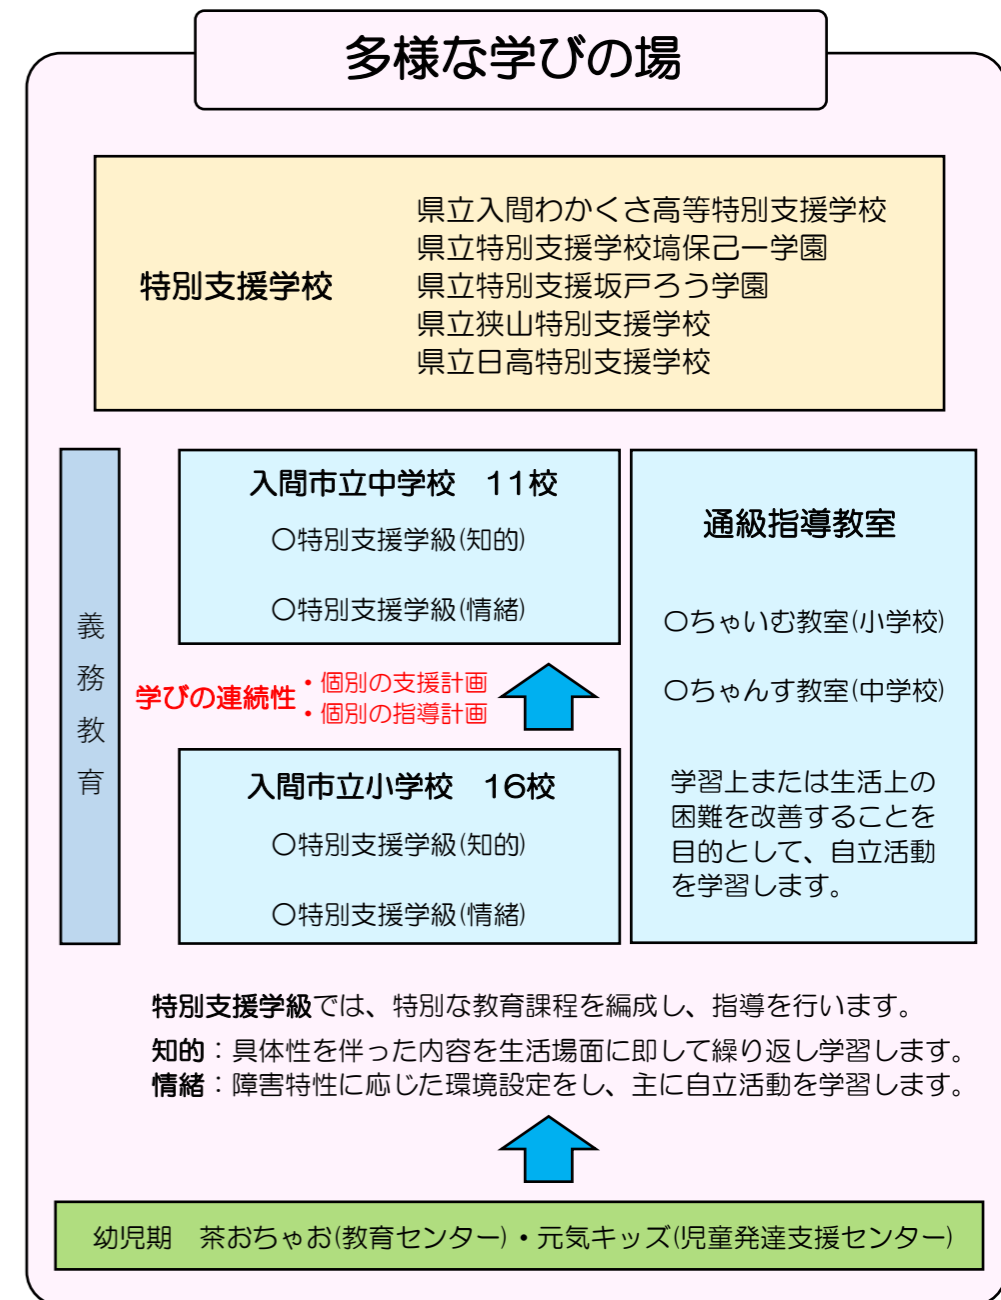 多様な学びの場
特別支援学校
県立入間わかくさ高等特別支援学校
県立特別支援学校塙保己一学園
県立特別支援坂戸ろう学園
県立狭山特別支援学校
県立日高特別支援学校
義務教育
入間市立中学校　11校
〇特別支援学級(知的)
〇特別支援学級(情緒)
学びの連続性
・個別の支援計画
・個別の指導計画
入間市立小学校　16校
〇特別支援学級(知的)
〇特別支援学級(情緒)
通級指導教室
〇ちゃいむ教室(小学校)
〇ちゃんす教室(中学校)
学習上または生活上の
困難を改善することを
目的として、自立活動
を学習します。
特別支援学級では、特別な教育課程を編成し、指導を行います。
知的：具体性を伴った内容を生活場面に即して繰り返し学習します。
情緒：障害特性に応じた環境設定をし、主に自立活動を学習します。
幼児期　茶おちゃお(教育センター)・元気キッズ(児童発達支援センター)